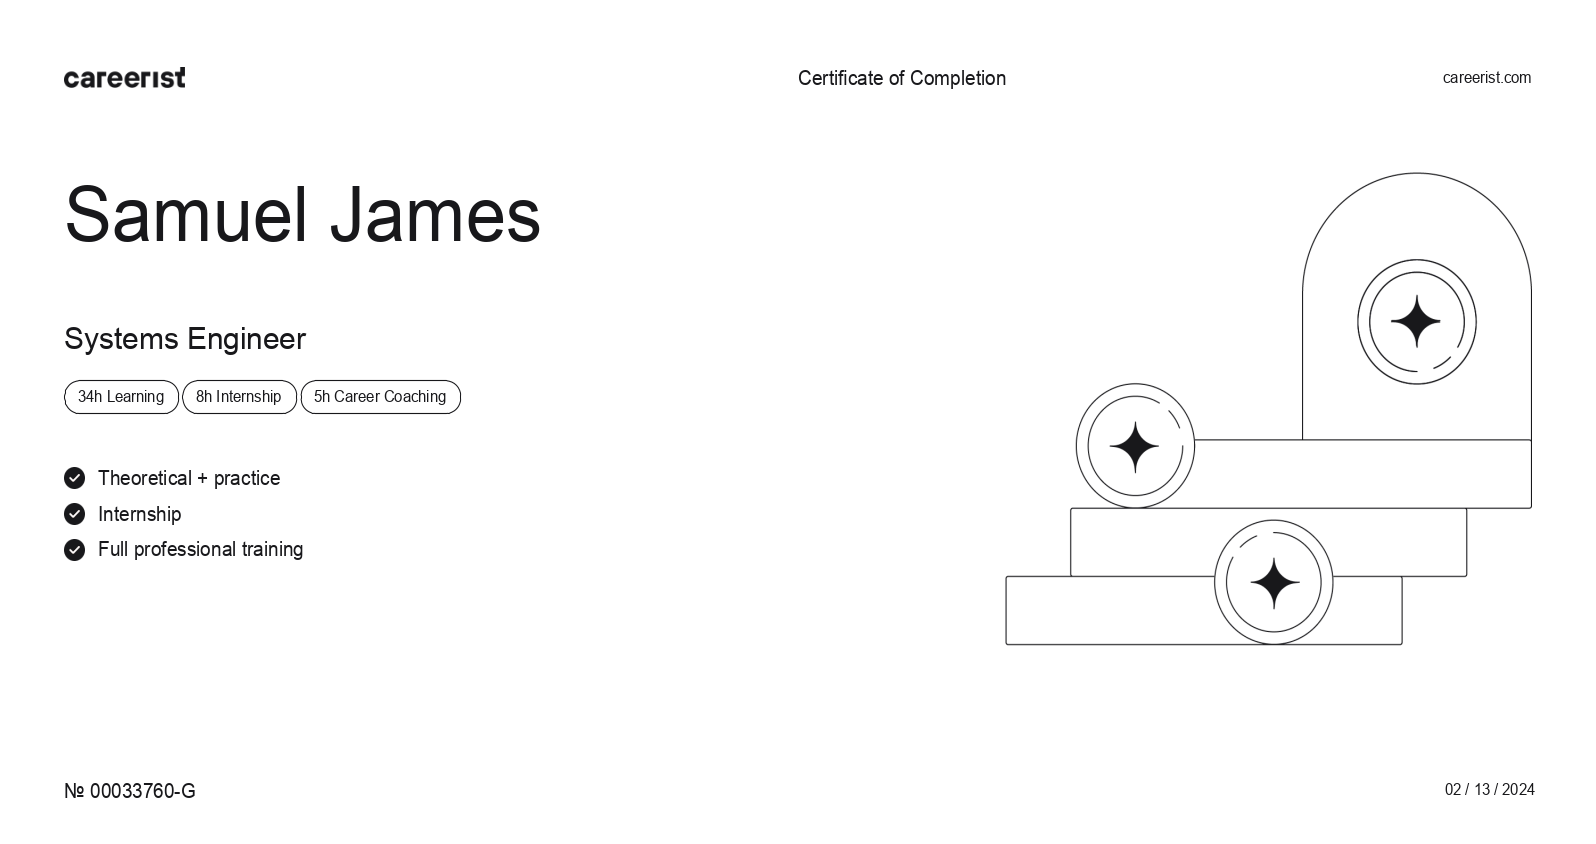 careerist
Certificate of Completion
careerist.com
Samuel James
Systems Engineer
34h Learning
8h Internship
5h Career Coaching
Theoretical + practice
Internship
Full professional training
№ 00033760-G
02 / 13 / 2024